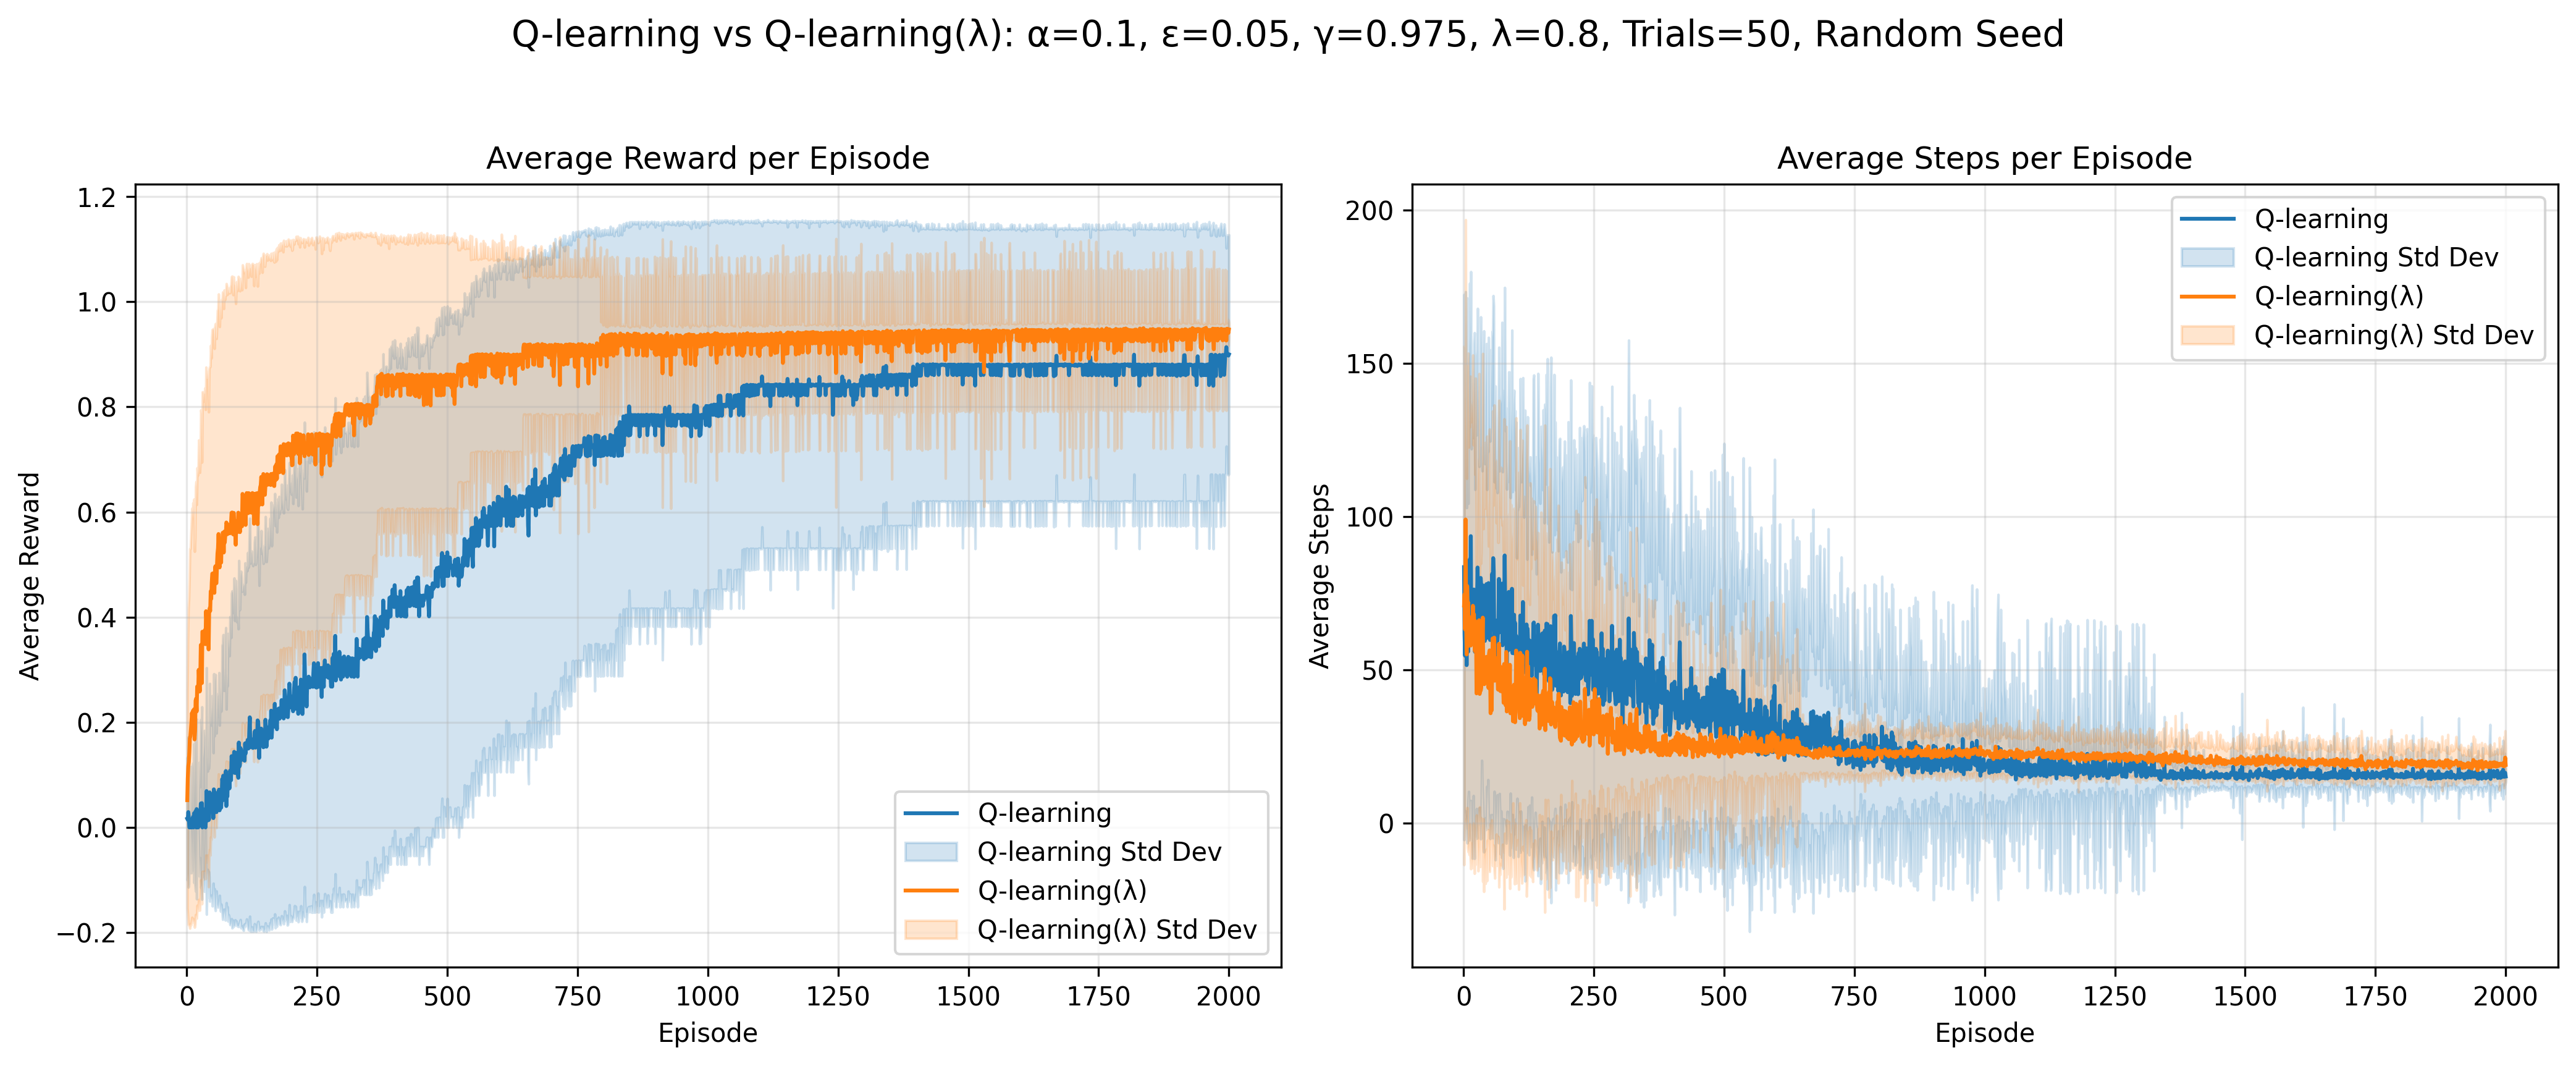 Q-learning vs Q-learning(λ): α=0.1, ε=0.05, γ=0.975, λ=0.8, Trials=50, Random Seed
Average Reward per Episode
1.2
1.0
0.8
0.6
0.4
0.2
0.0
−0.2
Average Reward
0 250 500 750 1000 1250 1500 1750 2000
Episode
Q-learning
Q-learning Std Dev
Q-learning(λ)
Q-learning(λ) Std Dev
Average Steps per Episode
200
150
100
50
0
Average Steps
0 250 500 750 1000 1250 1500 1750 2000
Episode
Q-learning
Q-learning Std Dev
Q-learning(λ)
Q-learning(λ) Std Dev